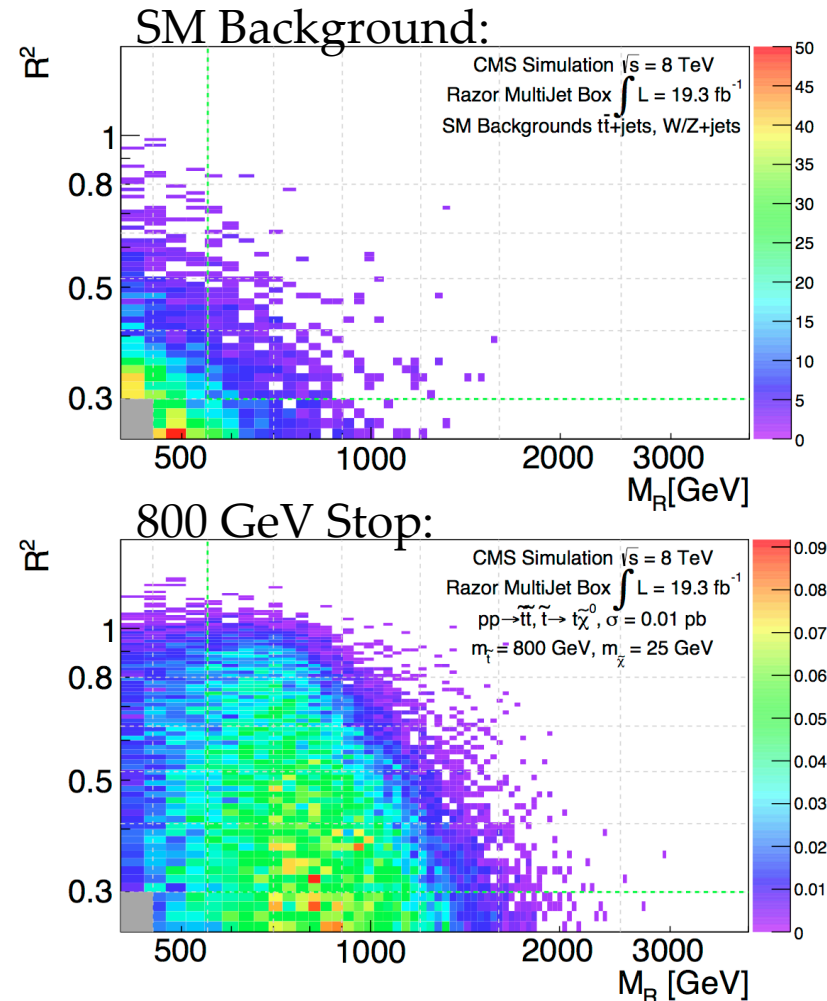 SM Background:
R²
CMS Simulation √s = 8 TeV
Razor MultiJet Box ∫ L = 19.3 fb⁻¹
SM Backgrounds tt̄+jets, W/Z+jets
1
0.8
0.5
0.3
500
1000
2000
3000
M_R[GeV]
50
45
40
35
30
25
20
15
10
5
0
800 GeV Stop:
R²
CMS Simulation √s = 8 TeV
Razor MultiJet Box ∫ L = 19.3 fb⁻¹
pp→t̃t̃, t̃→ tχ̃⁰, σ = 0.01 pb
m_t̃ = 800 GeV, m_χ̃ = 25 GeV
1
0.8
0.5
0.3
500
1000
2000
3000
M_R [GeV]
0.09
0.08
0.07
0.06
0.05
0.04
0.03
0.02
0.01
0